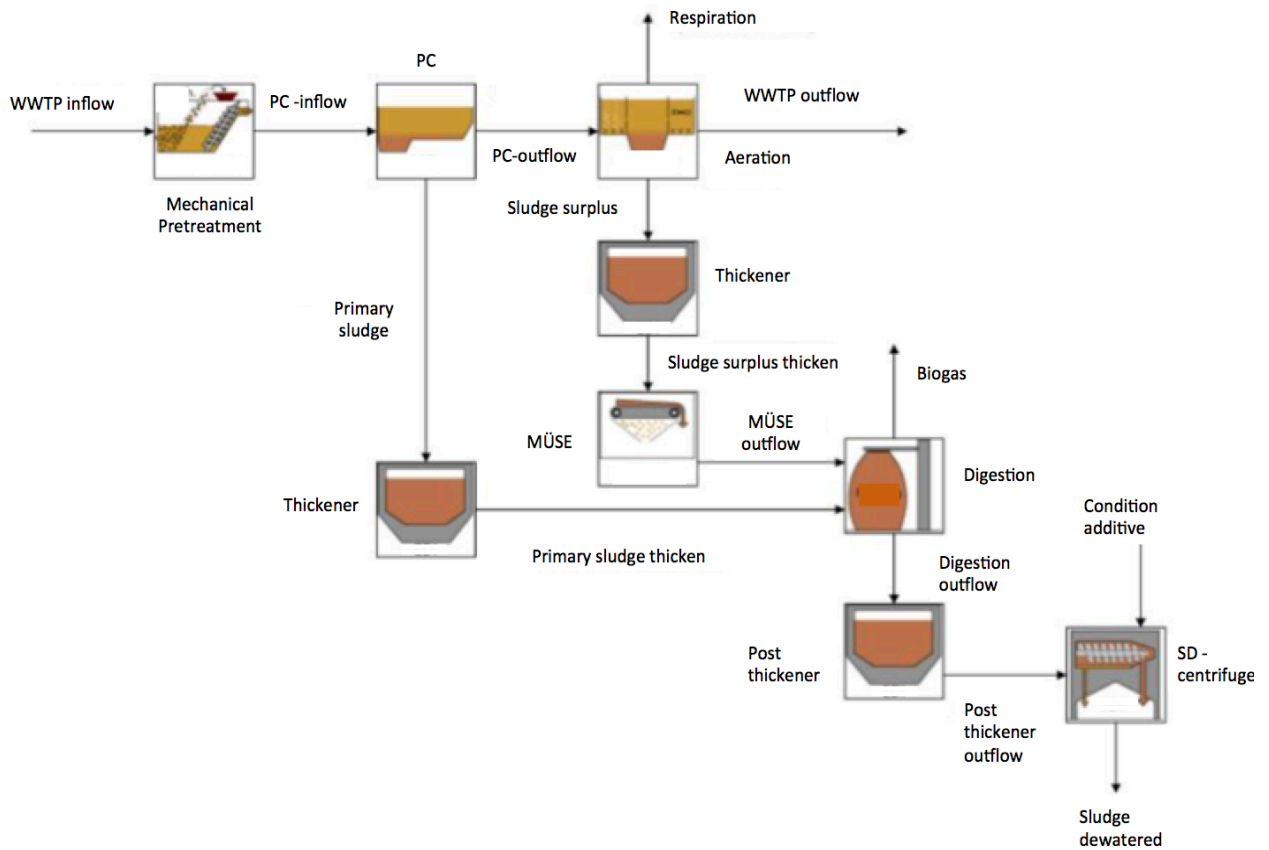 Respiration
PC
WWTP inflow
PC -inflow
WWTP outflow
PC-outflow
Aeration
Mechanical
Pretreatment
Sludge surplus
Thickener
Primary
sludge
Sludge surplus thicken
Biogas
MÜSE
MÜSE
outflow
Digestion
Thickener
Condition
additive
Primary sludge thicken
Digestion
outflow
Post
thickener
SD -
centrifuge
Post
thickener
outflow
Sludge
dewatered